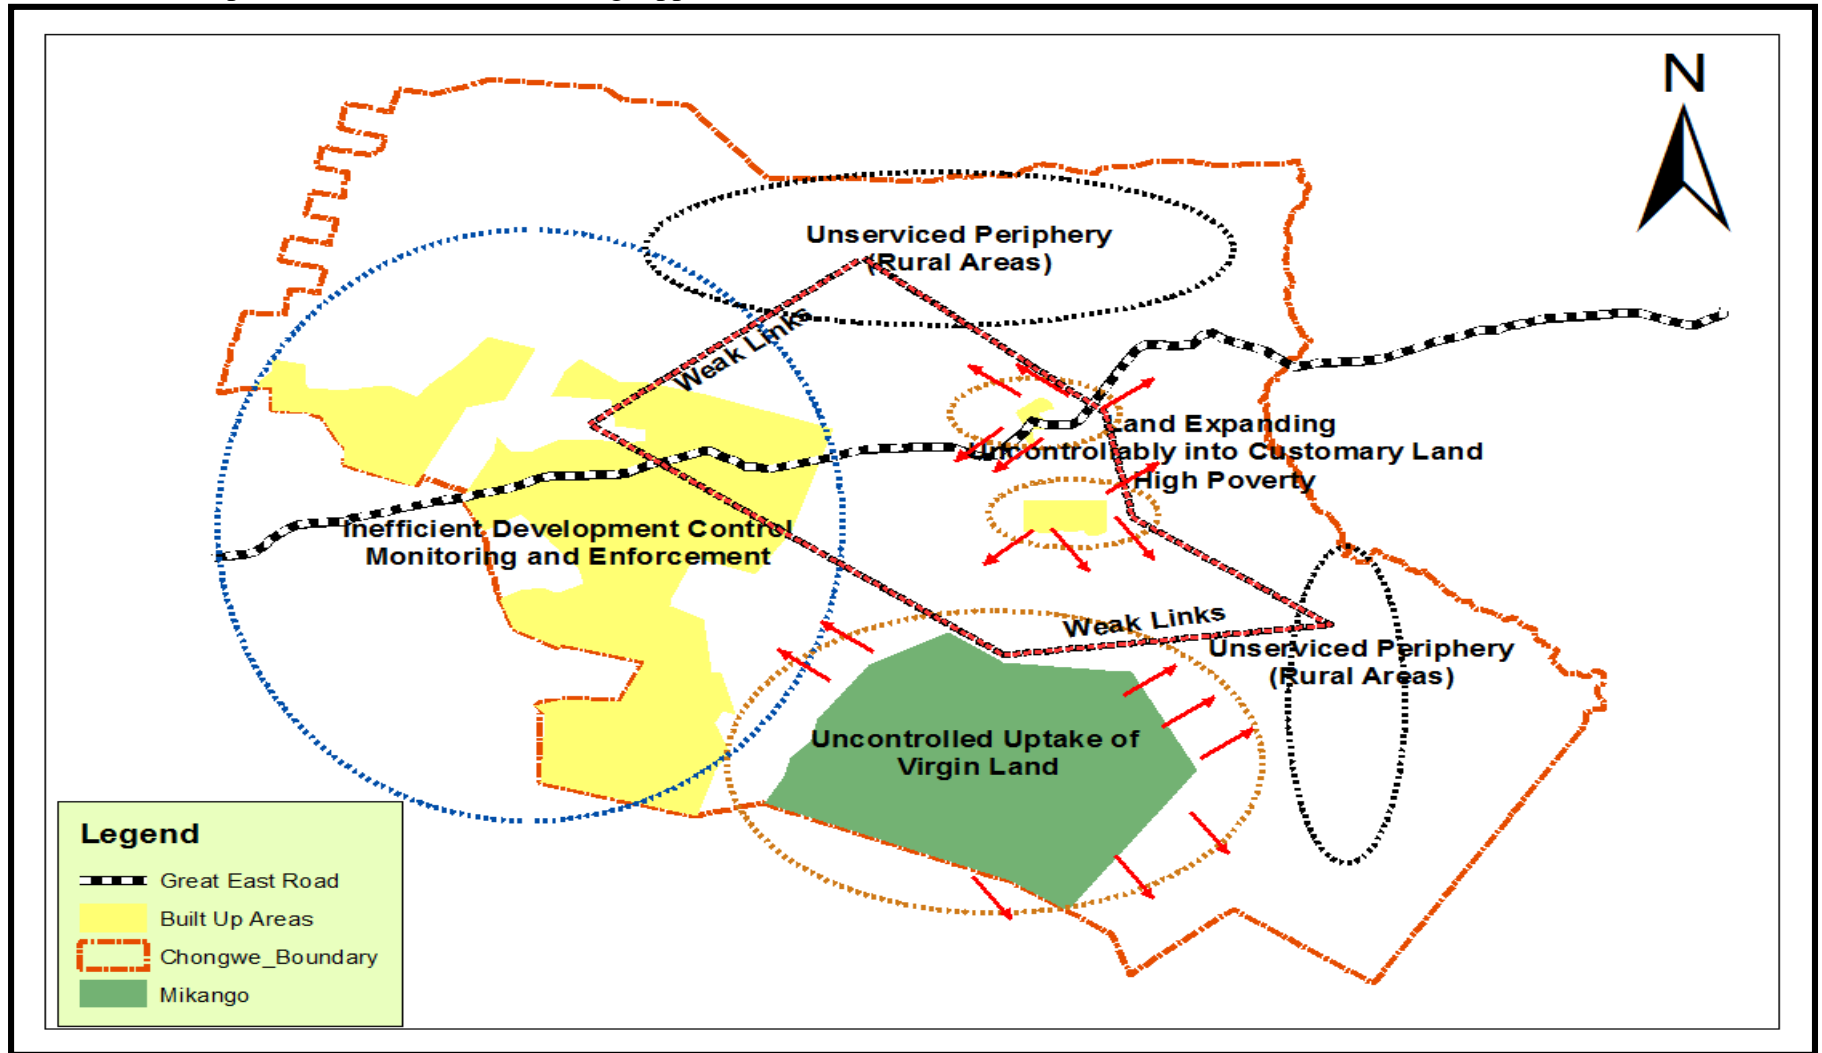 N
Unserviced Periphery
(Rural Areas)
Weak Links
Land Expanding
Uncontrollably into Customary Land
High Poverty
Inefficient Development Control
Monitoring and Enforcement
Weak Links
Unserviced Periphery
(Rural Areas)
Uncontrolled Uptake of
Virgin Land
Legend
Great East Road
Built Up Areas
Chongwe_Boundary
Mikango